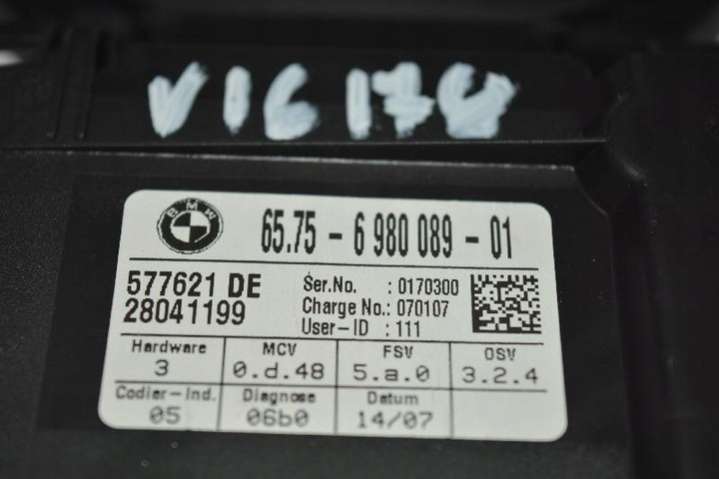 V16170
BMW
65.75 - 6 980 089 - 01
577621 DE
28041199
Ser.No. : 0170300
Charge No.: 070107
User-ID : 111
Hardware MCV FSV OSV
3 0.d.48 5.a.0 3.2.4
Codier-Ind. Diagnose Datum
05 06b0 14/07